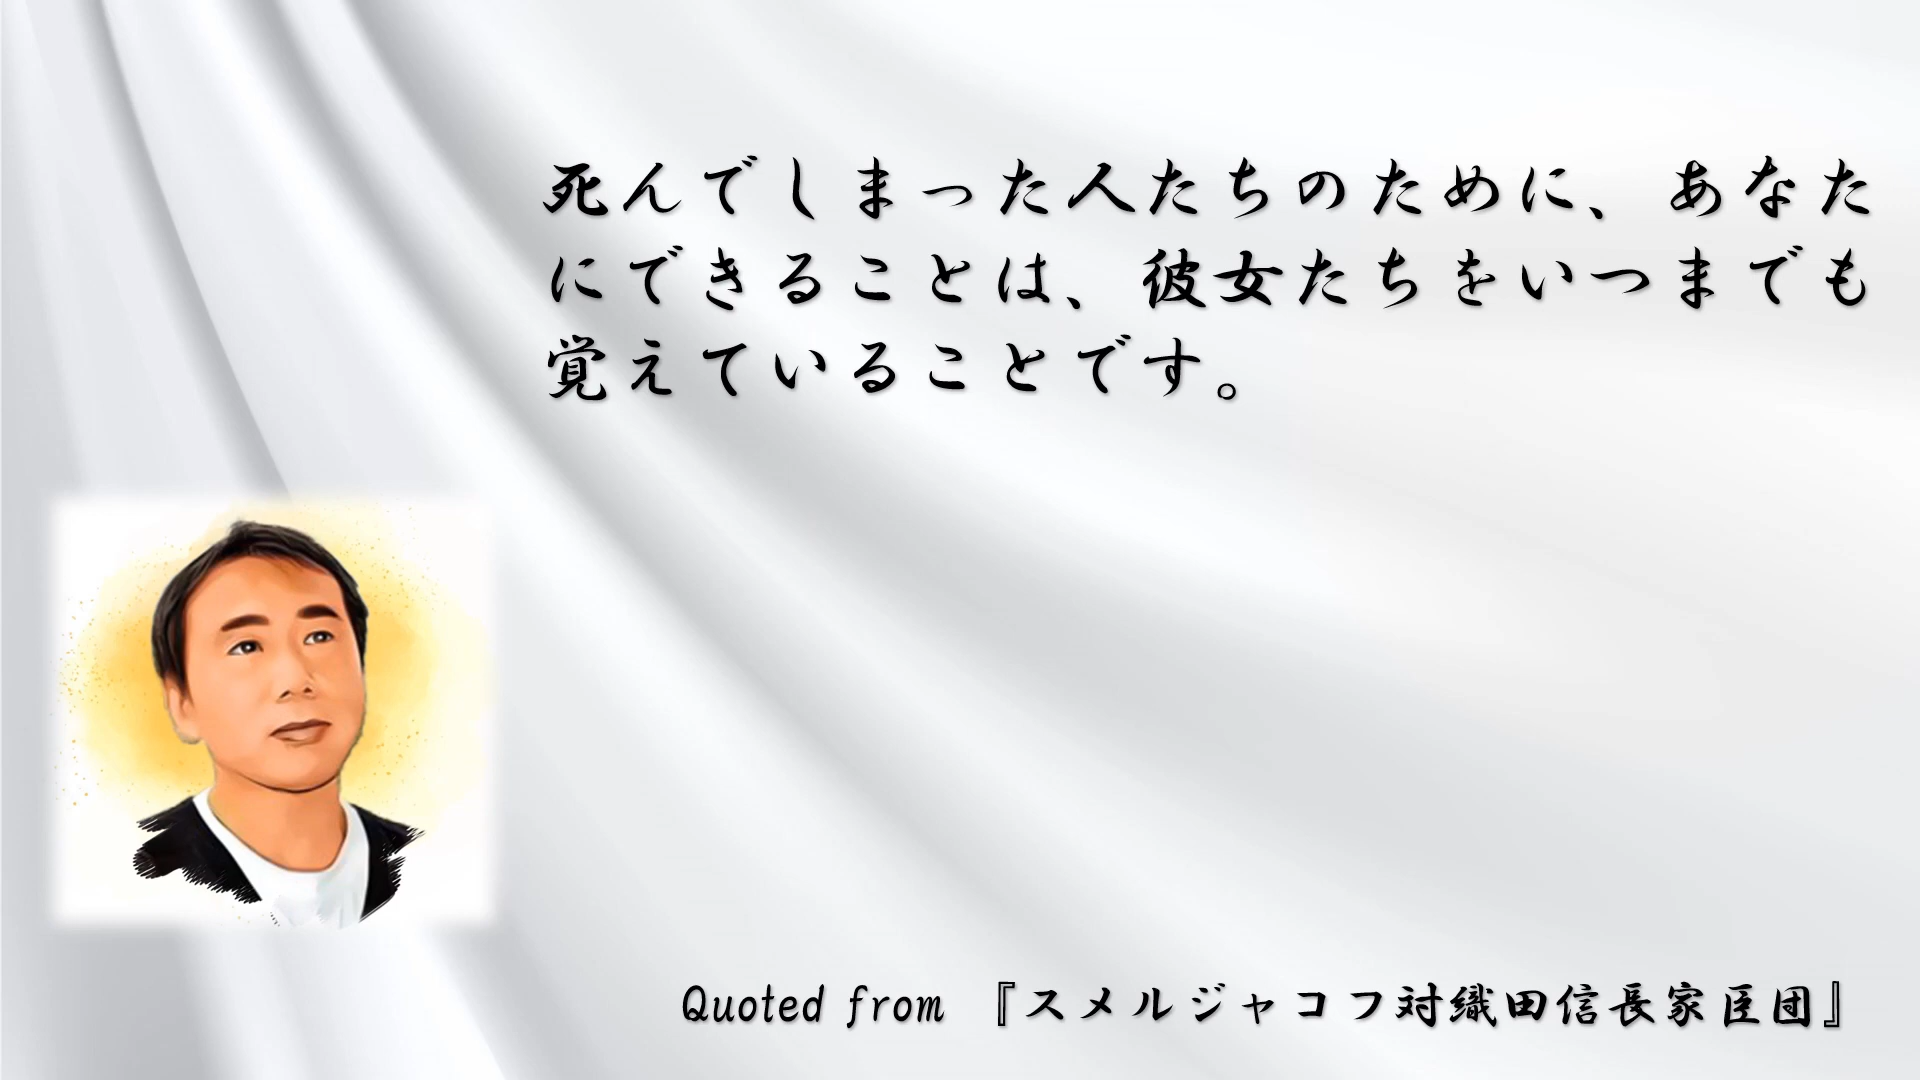 死んでしまった人たちのために、あなた
にできることは、彼女たちをいつまでも
覚えていることです。
Quoted from 『スメルジャコフ対織田信長家臣団』